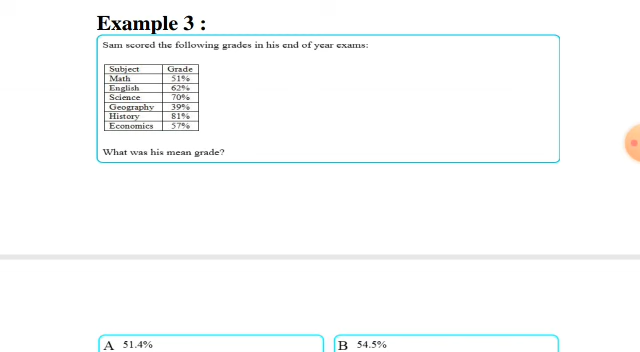 Example 3 :
Sam scored the following grades in his end of year exams:
Subject Grade
Math 51%
English 62%
Science 70%
Geography 39%
History 81%
Economics 57%
What was his mean grade?
A 51.4% B 54.5%